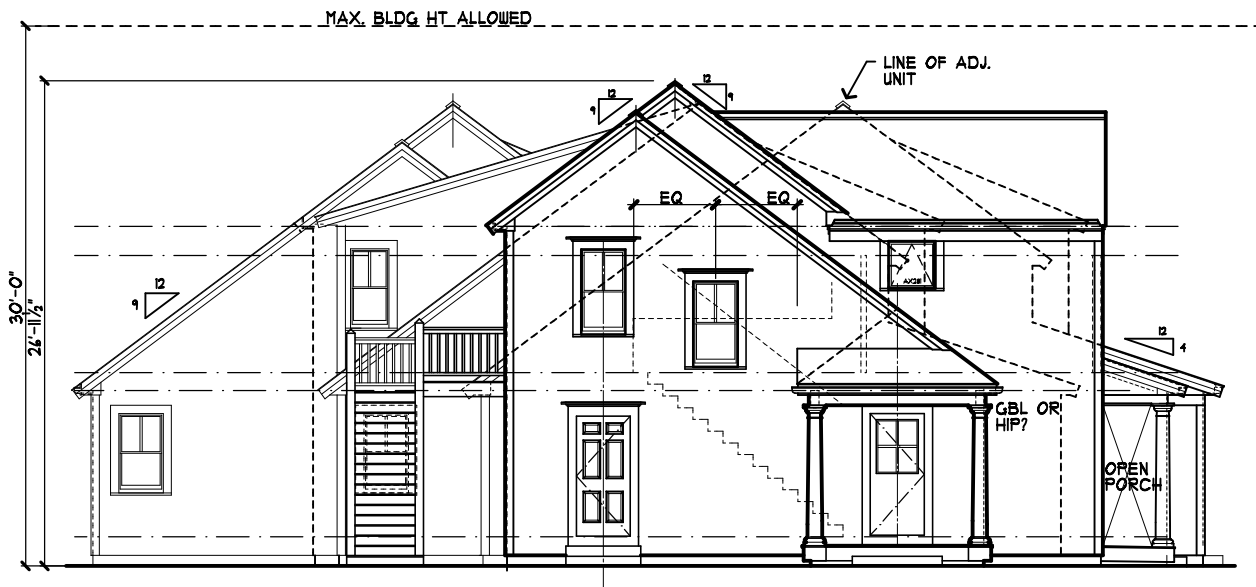 MAX. BLDG HT ALLOWED
LINE OF ADJ.
UNIT
12
9
12
9
EQ
EQ
30'-0"
26'-11½"
12
9
12
4
GBL OR
HIP?
OPEN
PORCH